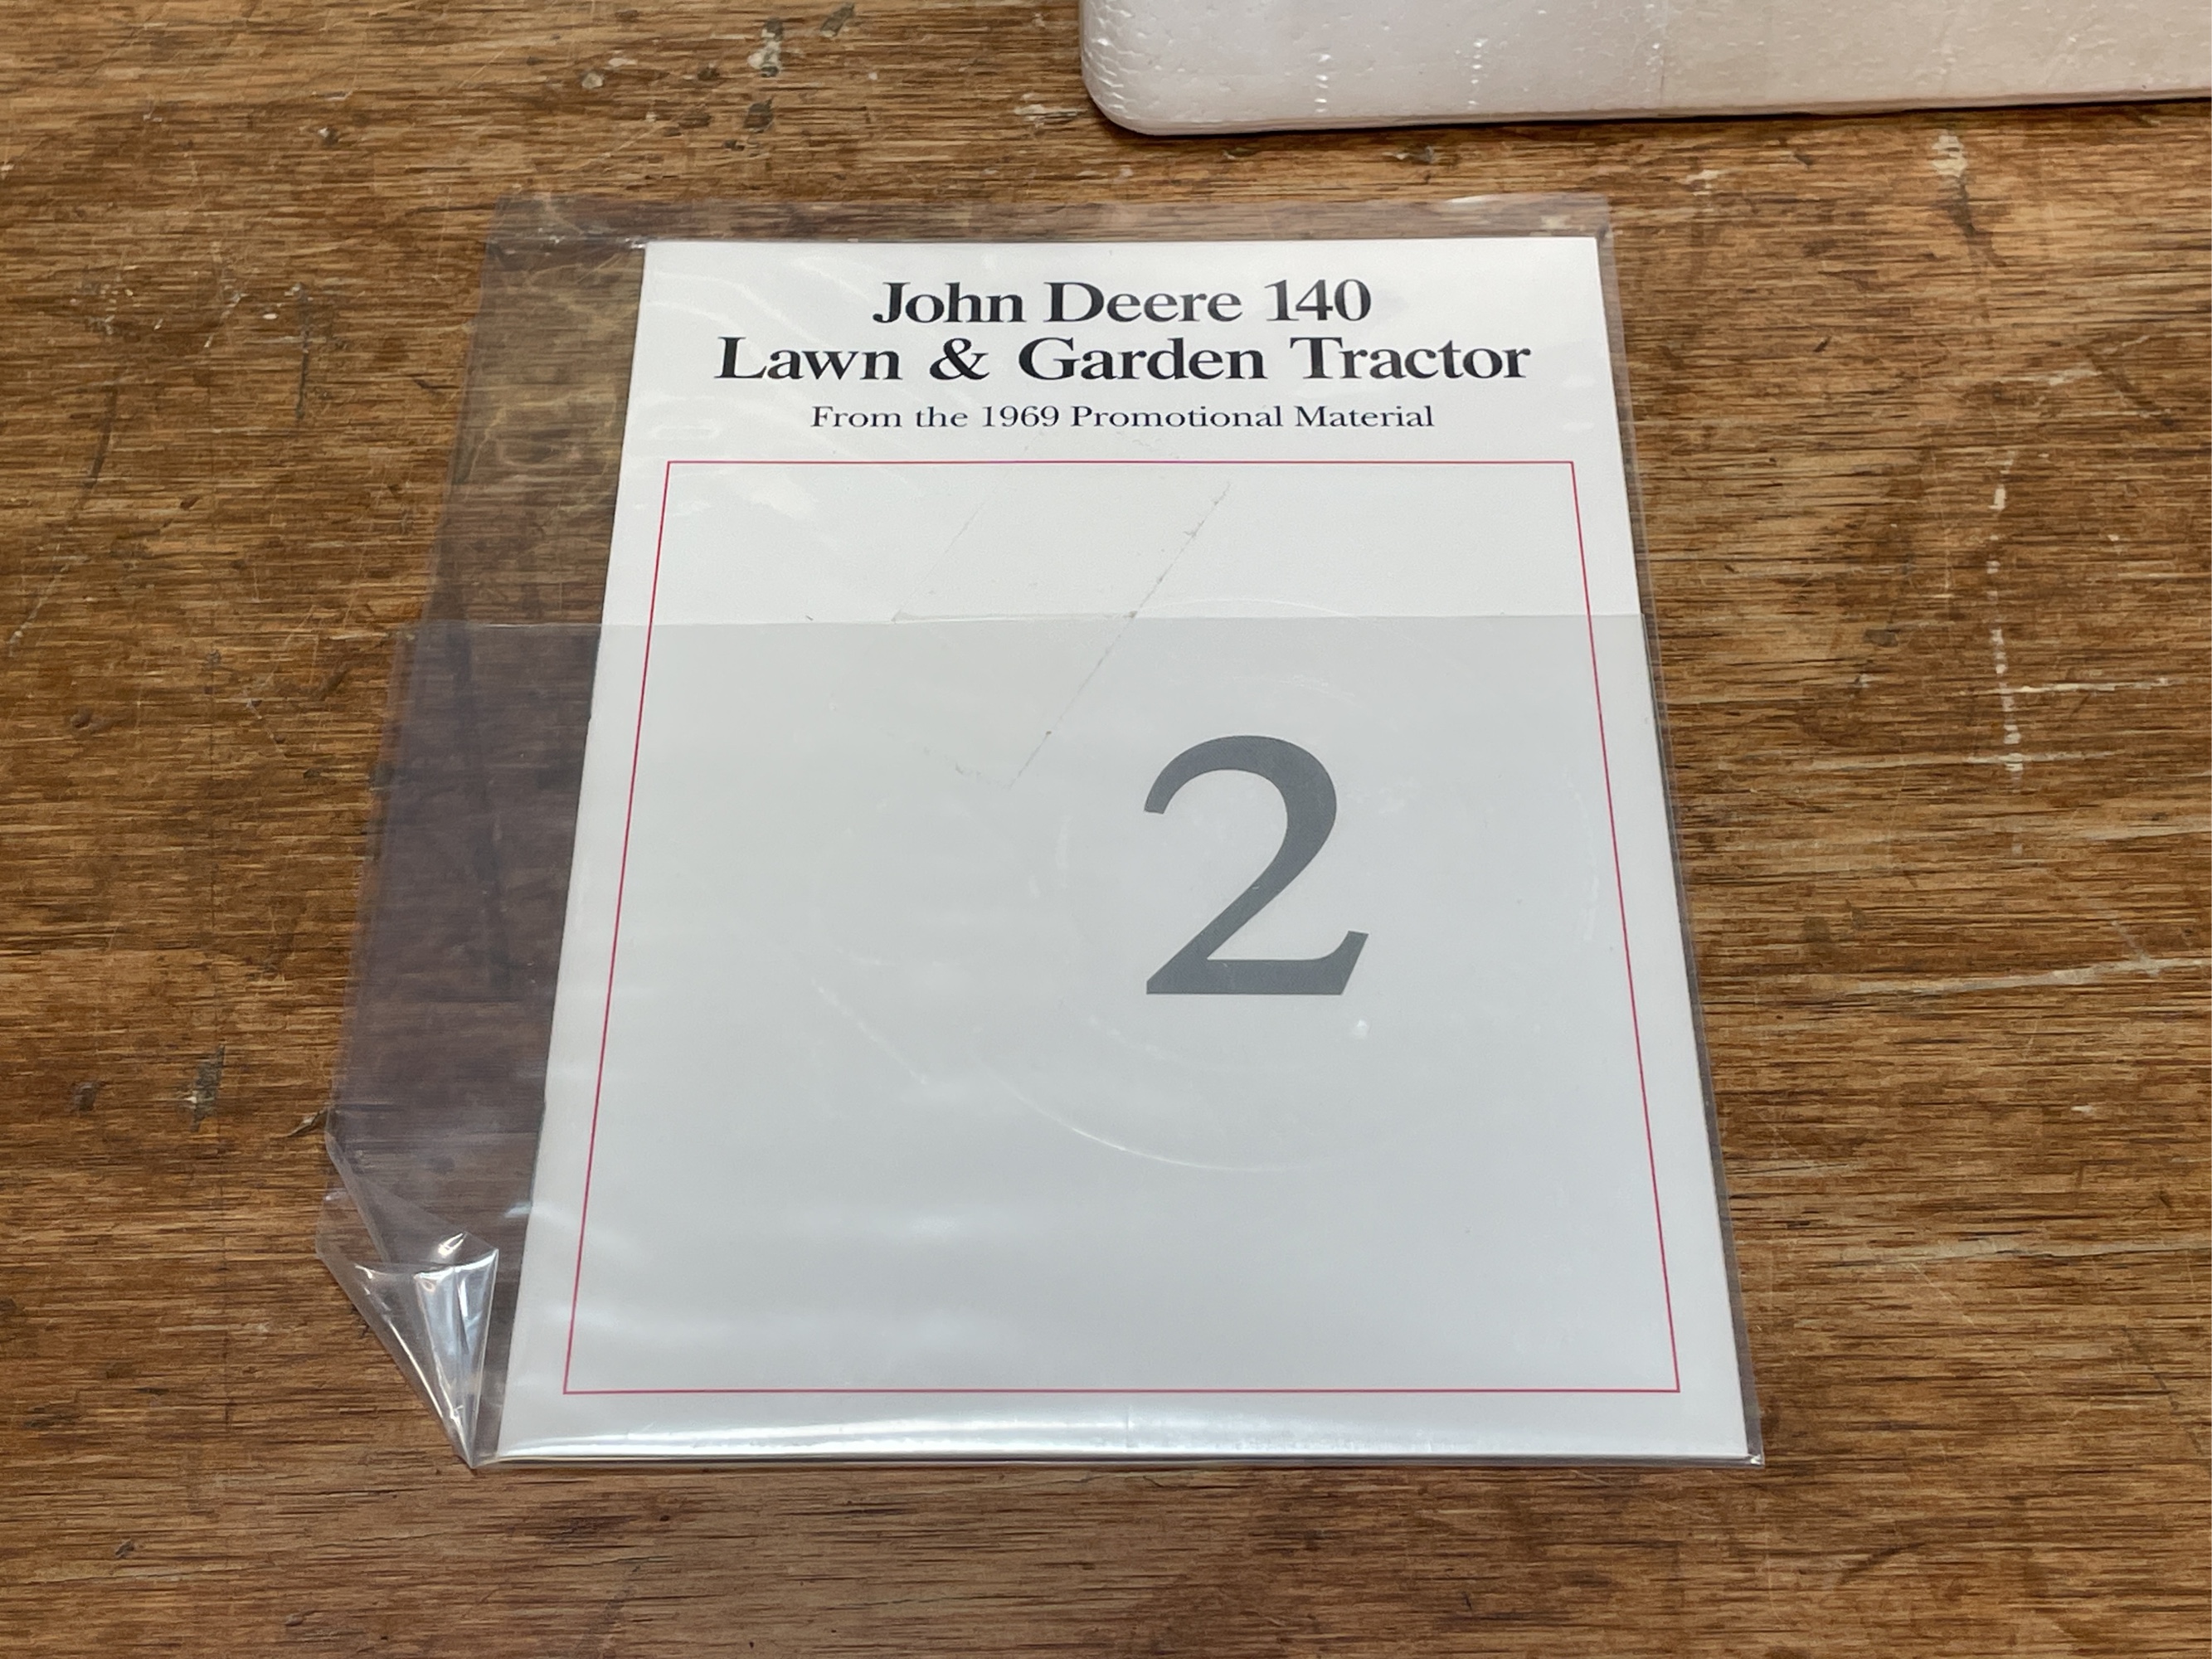 John Deere 140
Lawn & Garden Tractor
From the 1969 Promotional Material
2